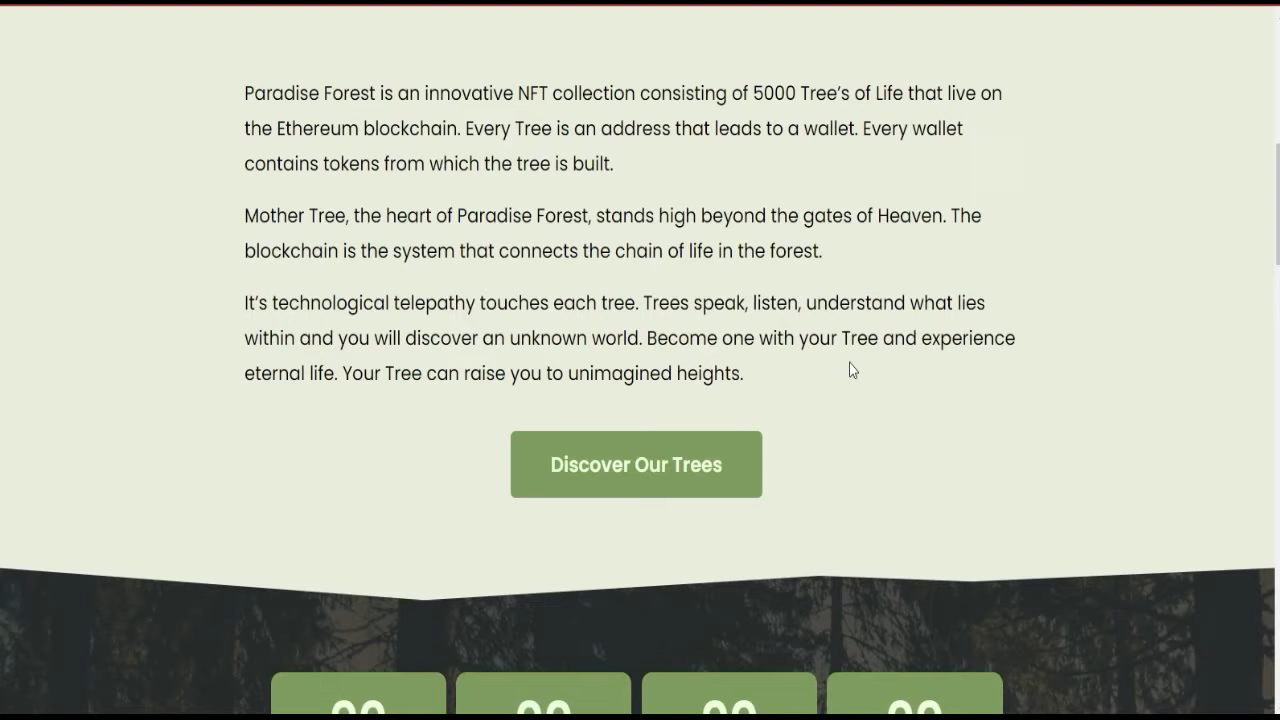 Paradise Forest is an innovative NFT collection consisting of 5000 Tree’s of Life that live on
the Ethereum blockchain. Every Tree is an address that leads to a wallet. Every wallet
contains tokens from which the tree is built.
Mother Tree, the heart of Paradise Forest, stands high beyond the gates of Heaven. The
blockchain is the system that connects the chain of life in the forest.
It’s technological telepathy touches each tree. Trees speak, listen, understand what lies
within and you will discover an unknown world. Become one with your Tree and experience
eternal life. Your Tree can raise you to unimagined heights.
Discover Our Trees